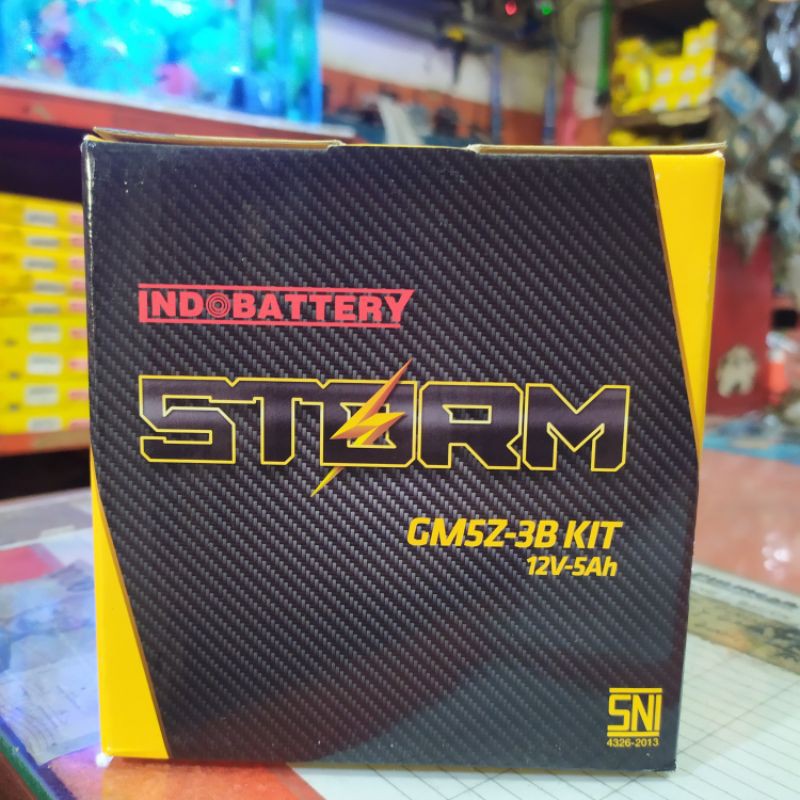 INDOBATTERY
STORM
GM5Z-3B KIT
12V-5Ah
SNI
4326-2013